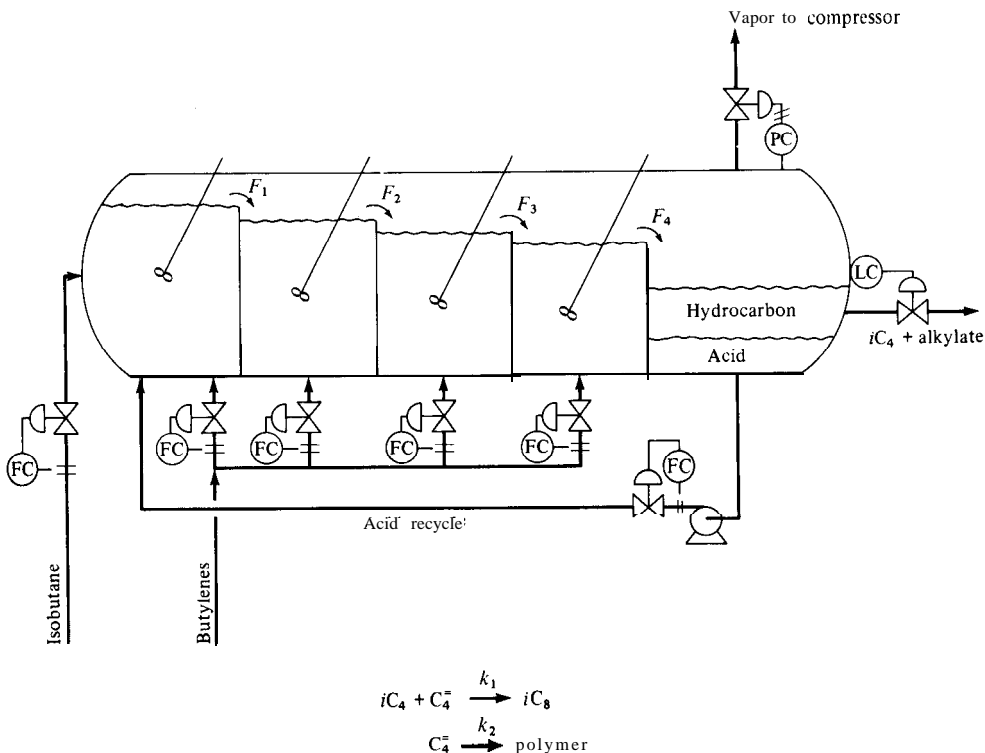 Vapor to compressor
PC
F₁
F₂
F₃
F₄
LC
Hydrocarbon
iC₄ + alkylate
Acid
FC
FC
FC
FC
FC
FC
Acid recycle
Isobutane
Butylenes
iC₄ + C₄⁼ k₁ → iC₈
C₄⁼ k₂ → polymer